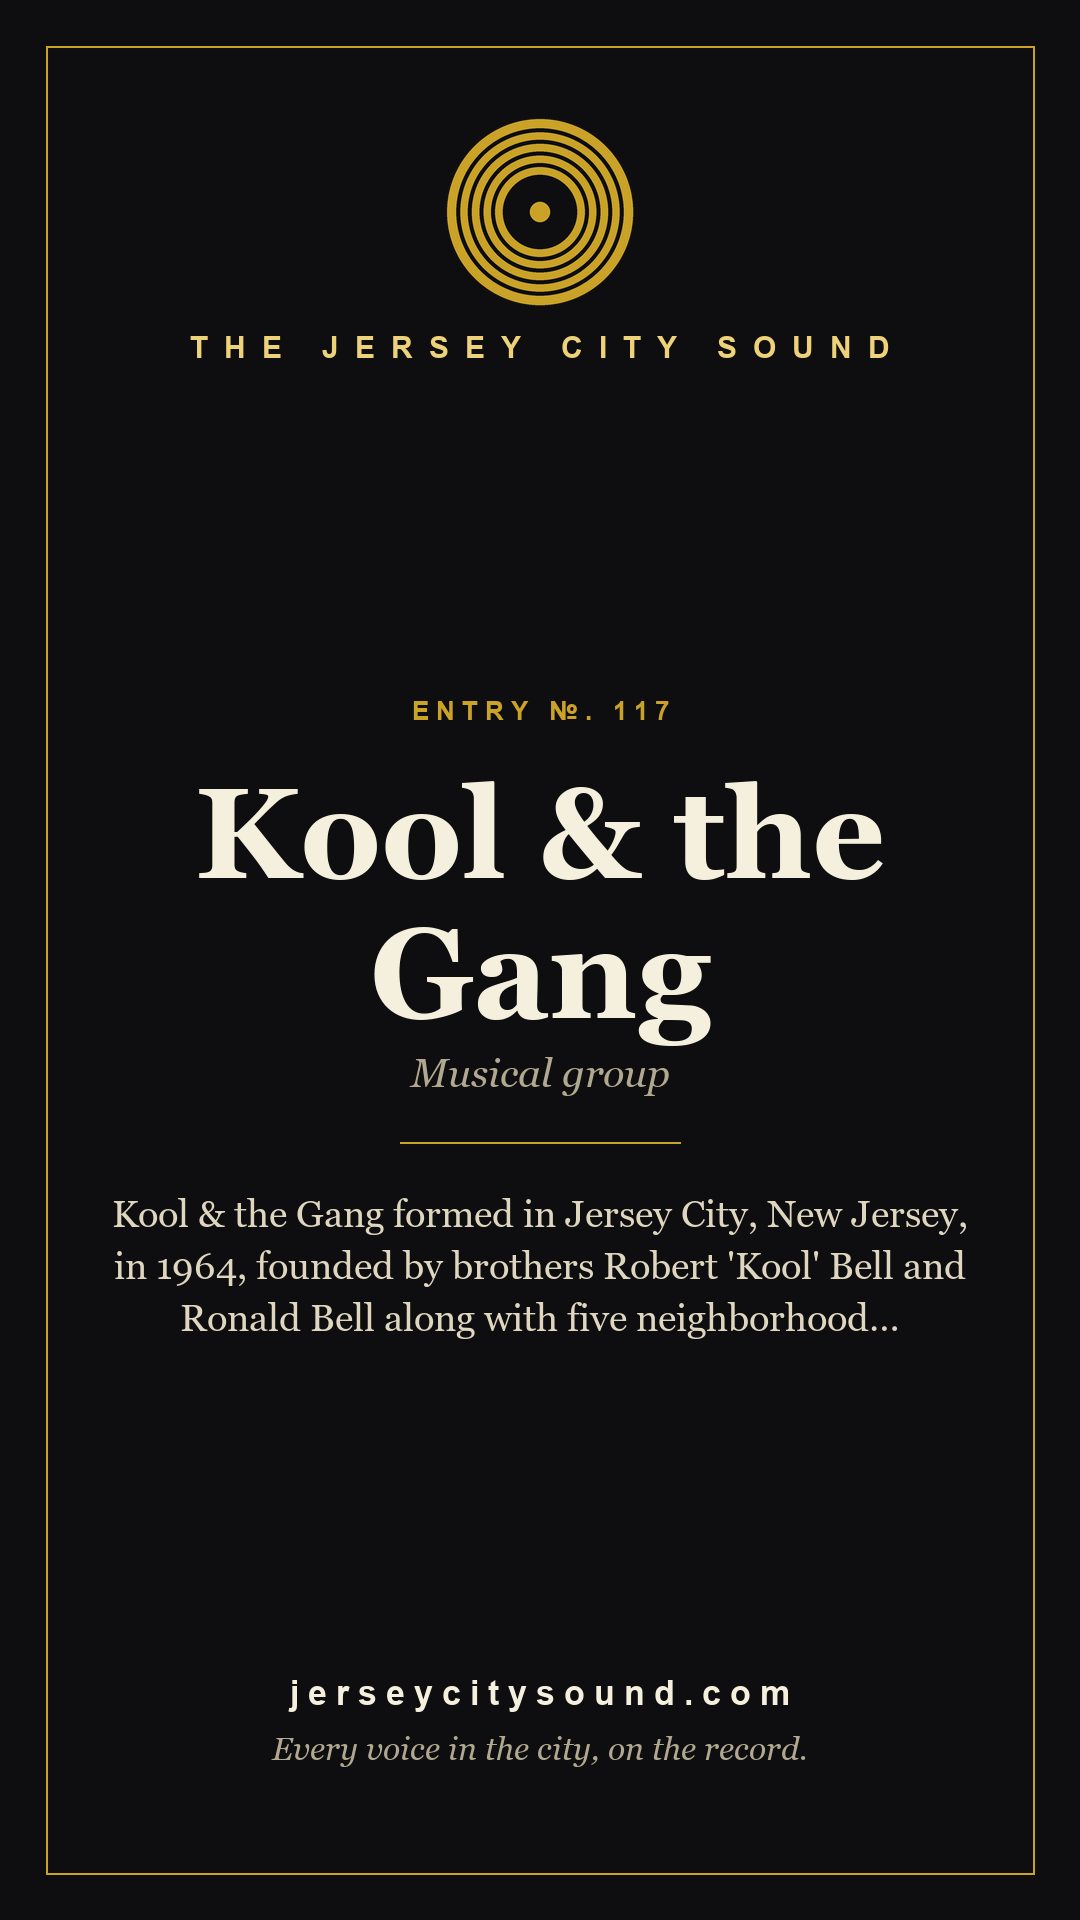 THE JERSEY CITY SOUND
ENTRY №. 117
Kool & the
Gang
Musical group
Kool & the Gang formed in Jersey City, New Jersey,
in 1964, founded by brothers Robert 'Kool' Bell and
Ronald Bell along with five neighborhood...
jerseycitysound.com
Every voice in the city, on the record.